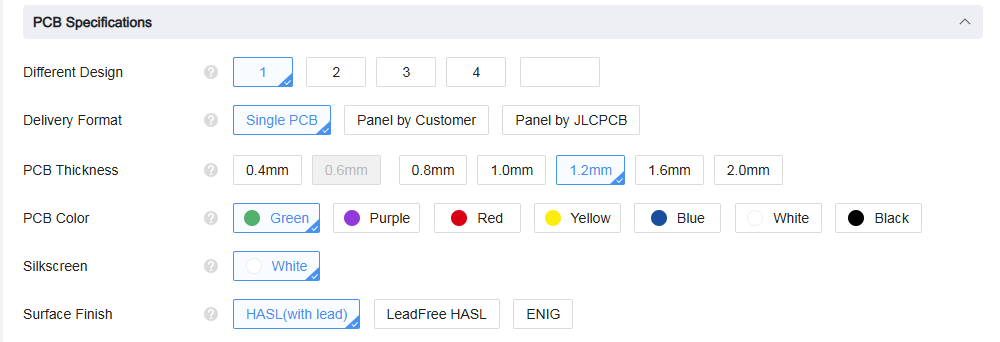 PCB Specifications
Different Design ? 1 2 3 4
Delivery Format ? Single PCB Panel by Customer Panel by JLCPCB
PCB Thickness ? 0.4mm 0.6mm 0.8mm 1.0mm 1.2mm 1.6mm 2.0mm
PCB Color ? Green Purple Red Yellow Blue White Black
Silkscreen ? White
Surface Finish ? HASL(with lead) LeadFree HASL ENIG